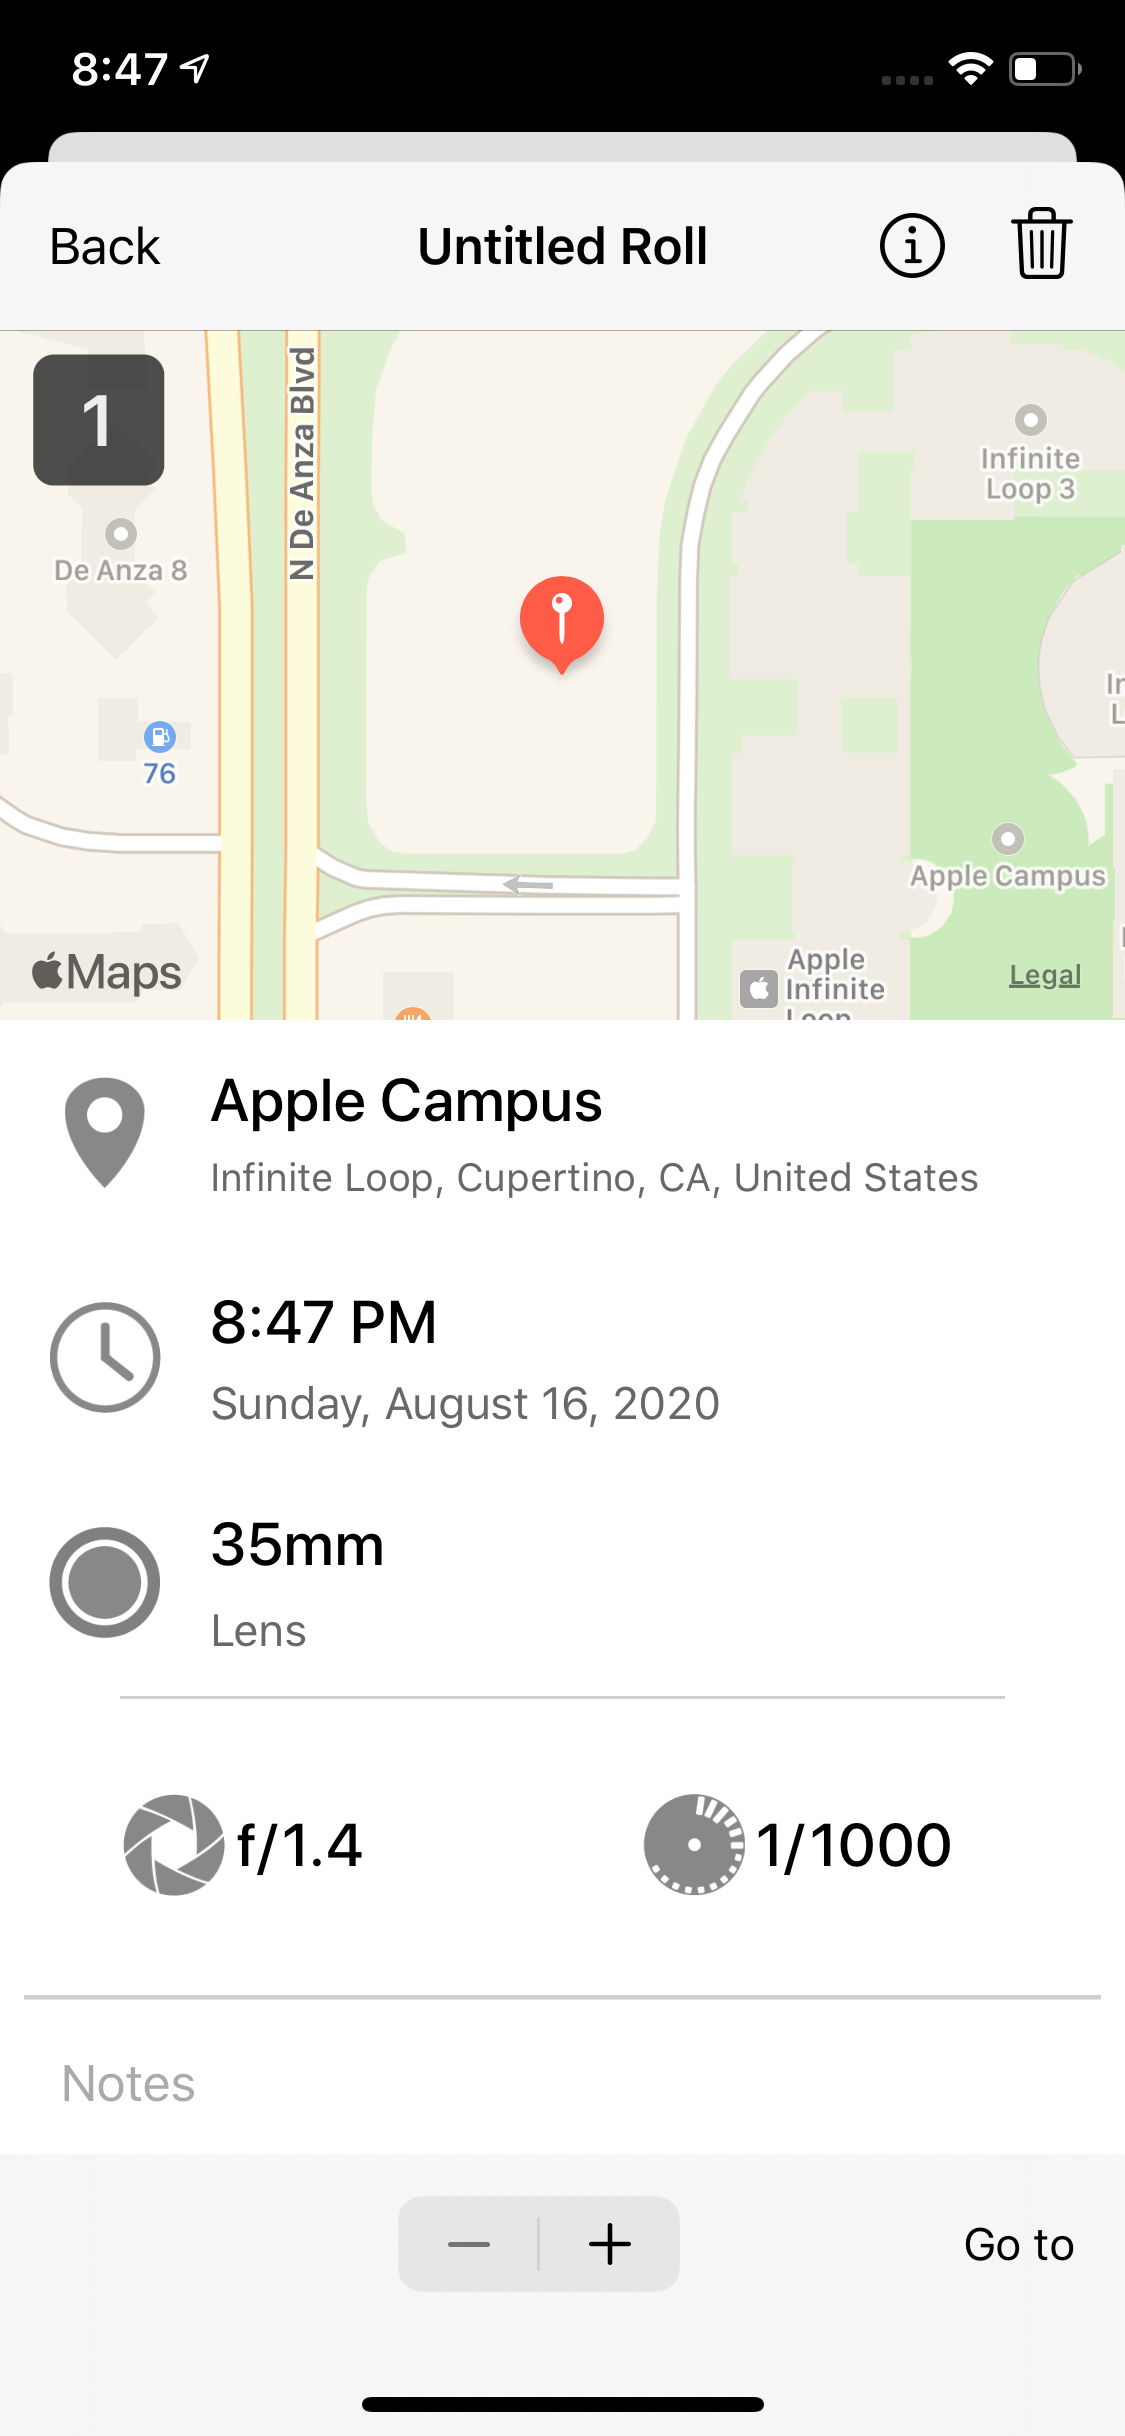 8:47
Back
Untitled Roll
1
N De Anza Blvd
Infinite
Loop 3
De Anza 8
76
Apple Campus
Maps
Apple
Infinite
Loop
Legal
Apple Campus
Infinite Loop, Cupertino, CA, United States
8:47 PM
Sunday, August 16, 2020
35mm
Lens
f/1.4
1/1000
Notes
Go to